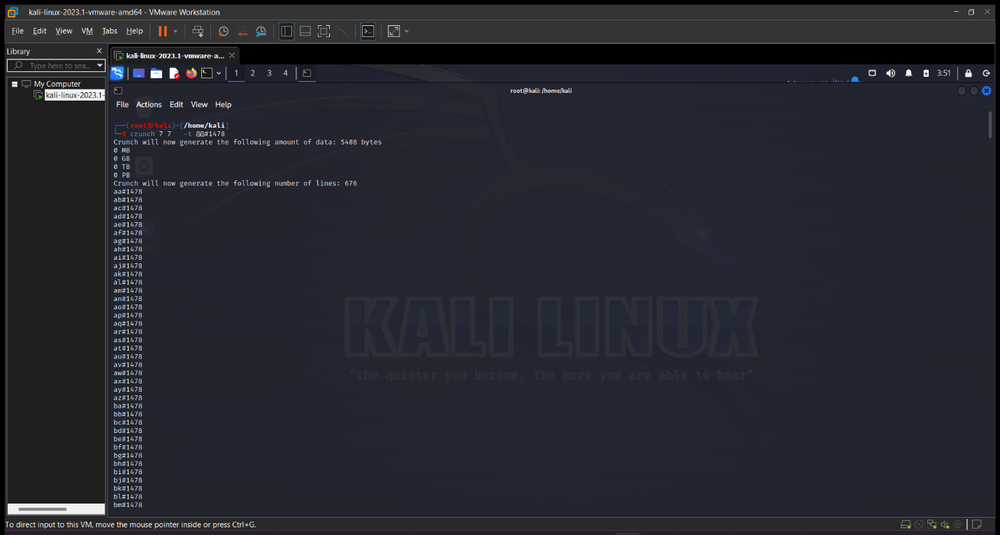 kali-linux-2023.1-vmware-amd64 - VMware Workstation
File Edit View VM Tabs Help
Library
Type here to sea...
My Computer
kali-linux-2023.1-
kali-linux-2023.1-vmware-a...
1 2 3 4
3:51
root@kali: /home/kali
File Actions Edit View Help
(root㉿kali)-[/home/kali]
# crunch 7 7 -t @@#1478
Crunch will now generate the following amount of data: 5408 bytes
0 MB
0 GB
0 TB
0 PB
Crunch will now generate the following number of lines: 676
aa#1478
ab#1478
ac#1478
ad#1478
ae#1478
af#1478
ag#1478
ah#1478
ai#1478
aj#1478
ak#1478
al#1478
am#1478
an#1478
ao#1478
ap#1478
aq#1478
ar#1478
as#1478
at#1478
au#1478
av#1478
aw#1478
ax#1478
ay#1478
az#1478
ba#1478
bb#1478
bc#1478
bd#1478
be#1478
bf#1478
bg#1478
bh#1478
bi#1478
bj#1478
bk#1478
bl#1478
bm#1478
KALI LINUX
"the quieter you become, the more you are able to hear"
To direct input to this VM, move the mouse pointer inside or press Ctrl+G.